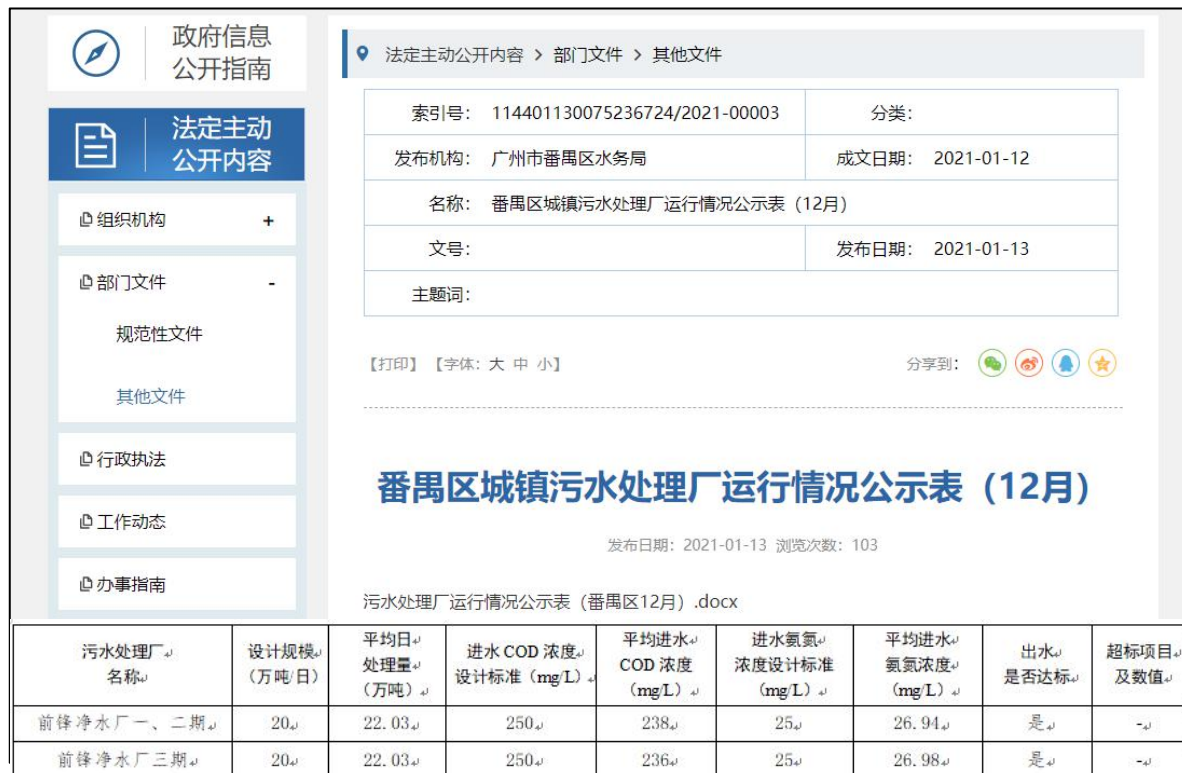 政府信息
公开指南
法定主动
公开内容
组织机构 +
部门文件 -
规范性文件
其他文件
行政执法
工作动态
办事指南
法定主动公开内容 > 部门文件 > 其他文件
索引号： 114401130075236724/2021-00003 分类：
发布机构： 广州市番禺区水务局 成文日期： 2021-01-12
名称： 番禺区城镇污水处理厂运行情况公示表（12月）
文号： 发布日期： 2021-01-13
主题词：
【打印】 【字体：大 中 小】 分享到：
番禺区城镇污水处理厂运行情况公示表（12月）
发布日期：2021-01-13 浏览次数：103
污水处理厂运行情况公示表（番禺区12月）.docx
污水处理厂
名称
设计规模
（万吨/日）
平均日
处理量
（万吨）
进水 COD 浓度
设计标准（mg/L）
平均进水
COD 浓度
（mg/L）
进水氨氮
浓度设计标准
（mg/L）
平均进水
氨氮浓度
（mg/L）
出水
是否达标
超标项目
及数值
前锋净水厂一、二期 20 22.03 250 238 25 26.94 是 -
前锋净水厂三期 20 22.03 250 236 25 26.98 是 -